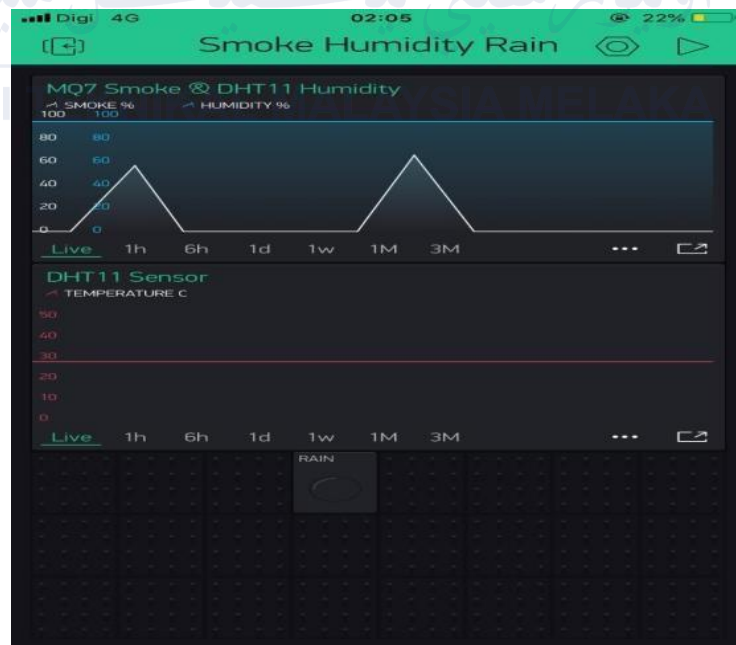 Digi 4G 02:05 22%
Smoke Humidity Rain
MQ7 Smoke & DHT11 Humidity
SMOKE % HUMIDITY %
100 100
80 80
60 60
40 40
20 20
0 0
Live 1h 6h 1d 1w 1M 3M ...
DHT11 Sensor
TEMPERATURE C
50
40
30
20
10
0
Live 1h 6h 1d 1w 1M 3M ...
RAIN